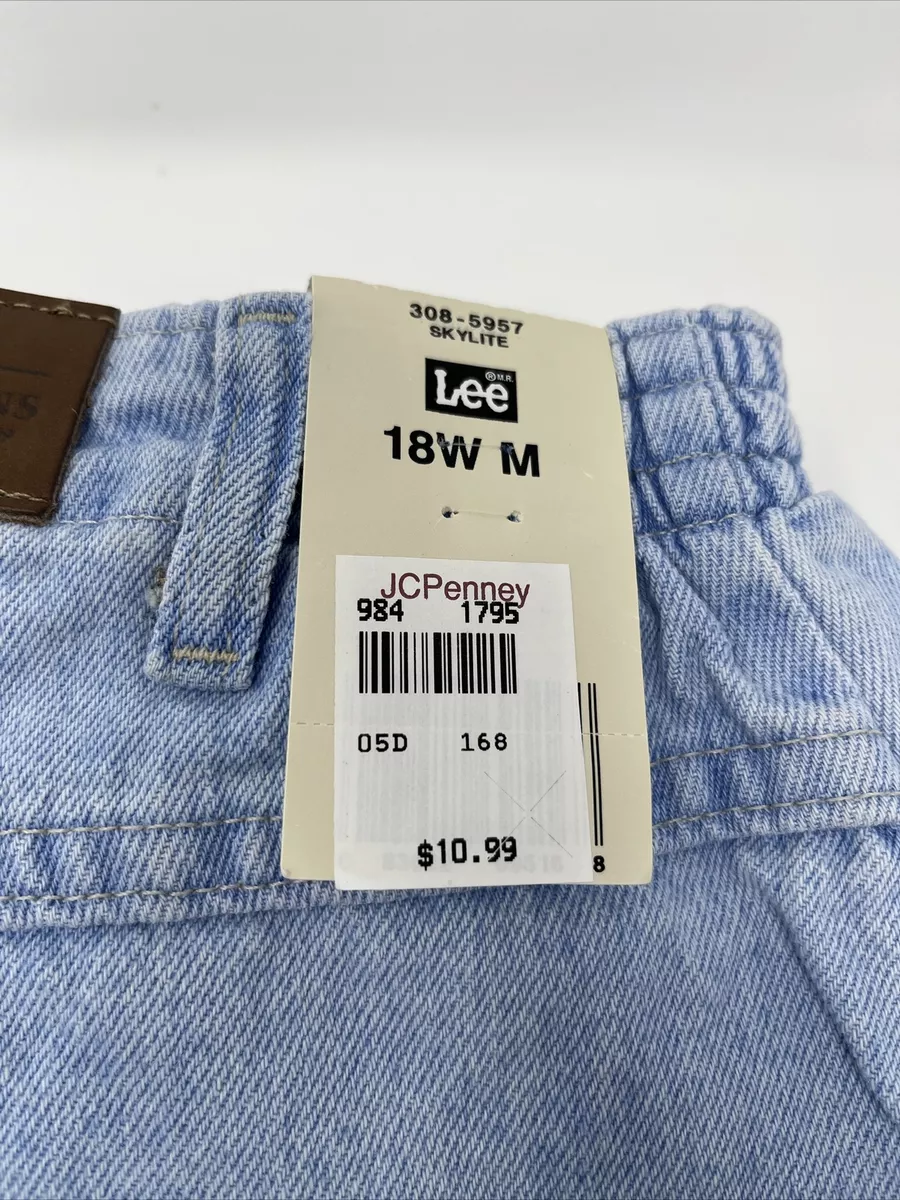 308-5957
SKYLITE
Lee ® M.R.
18W M
JCPenney
984 1795
05D 168
$10.99
8